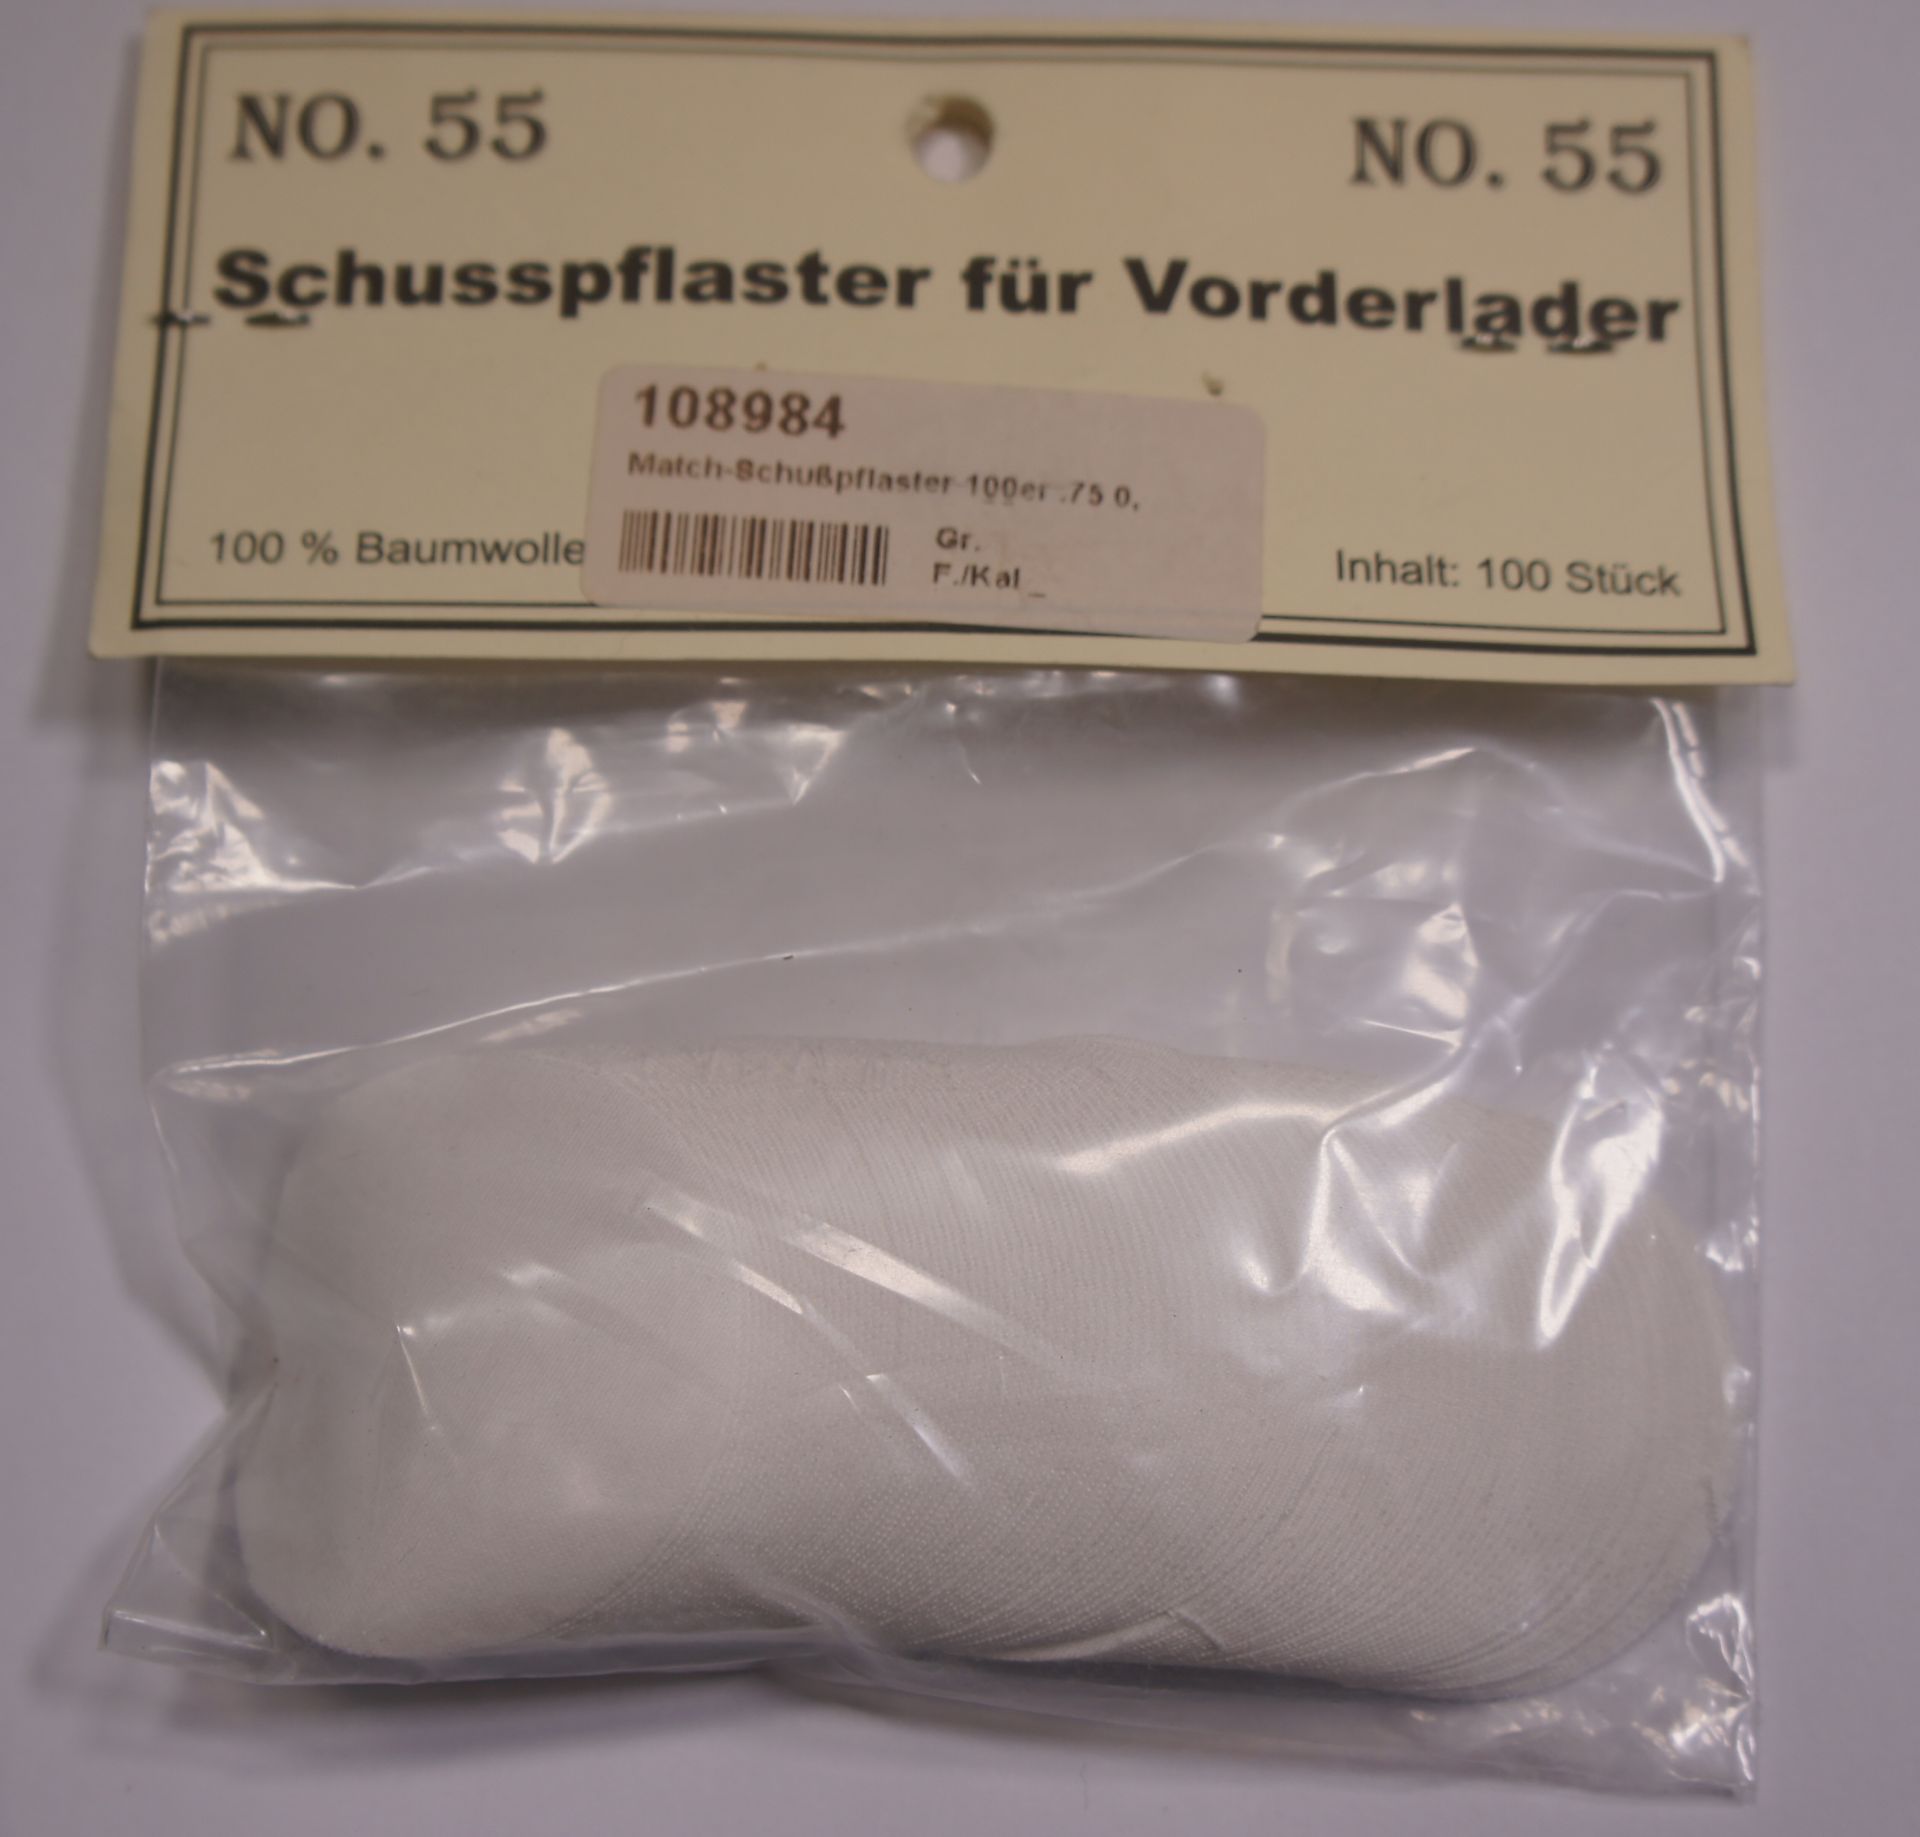 NO. 55 NO. 55
Schusspflaster für Vorderlader
108984
Match-Schußpflaster 100er .75 0,
Gr.
F./Kal_
100 % Baumwolle Inhalt: 100 Stück